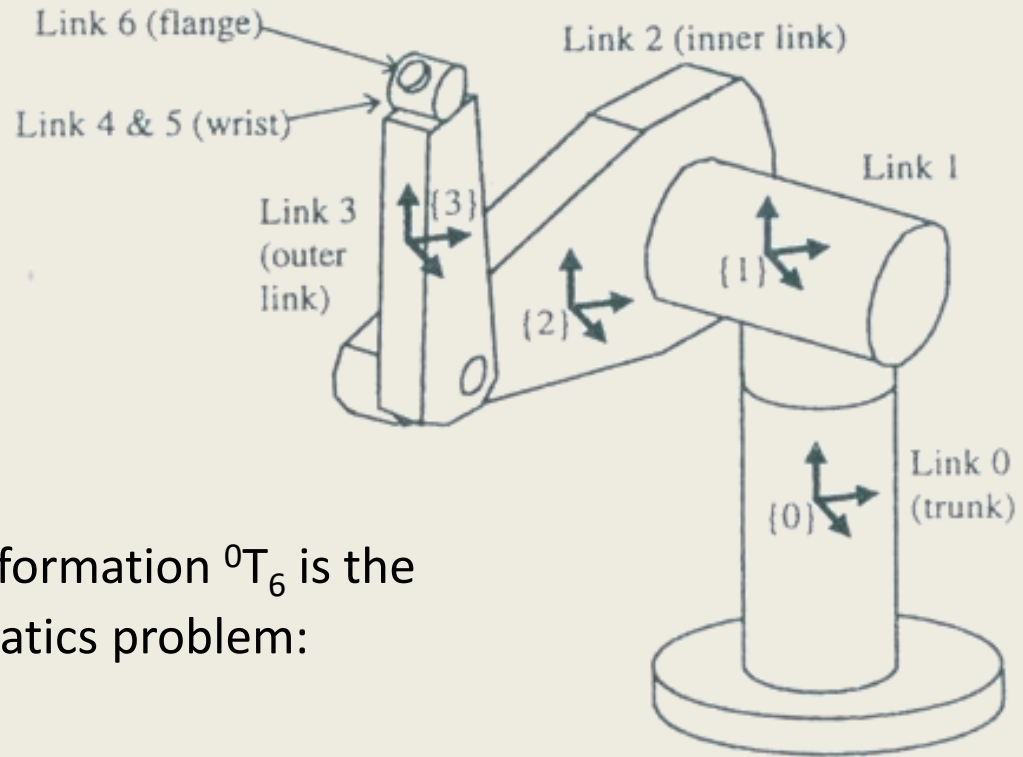 Link 6 (flange)
Link 2 (inner link)
Link 4 & 5 (wrist)
Link 1
Link 3
(outer
link)
{3}
{1}
{2}
Link 0
(trunk)
{0}
formation ⁰T₆ is the
atics problem: